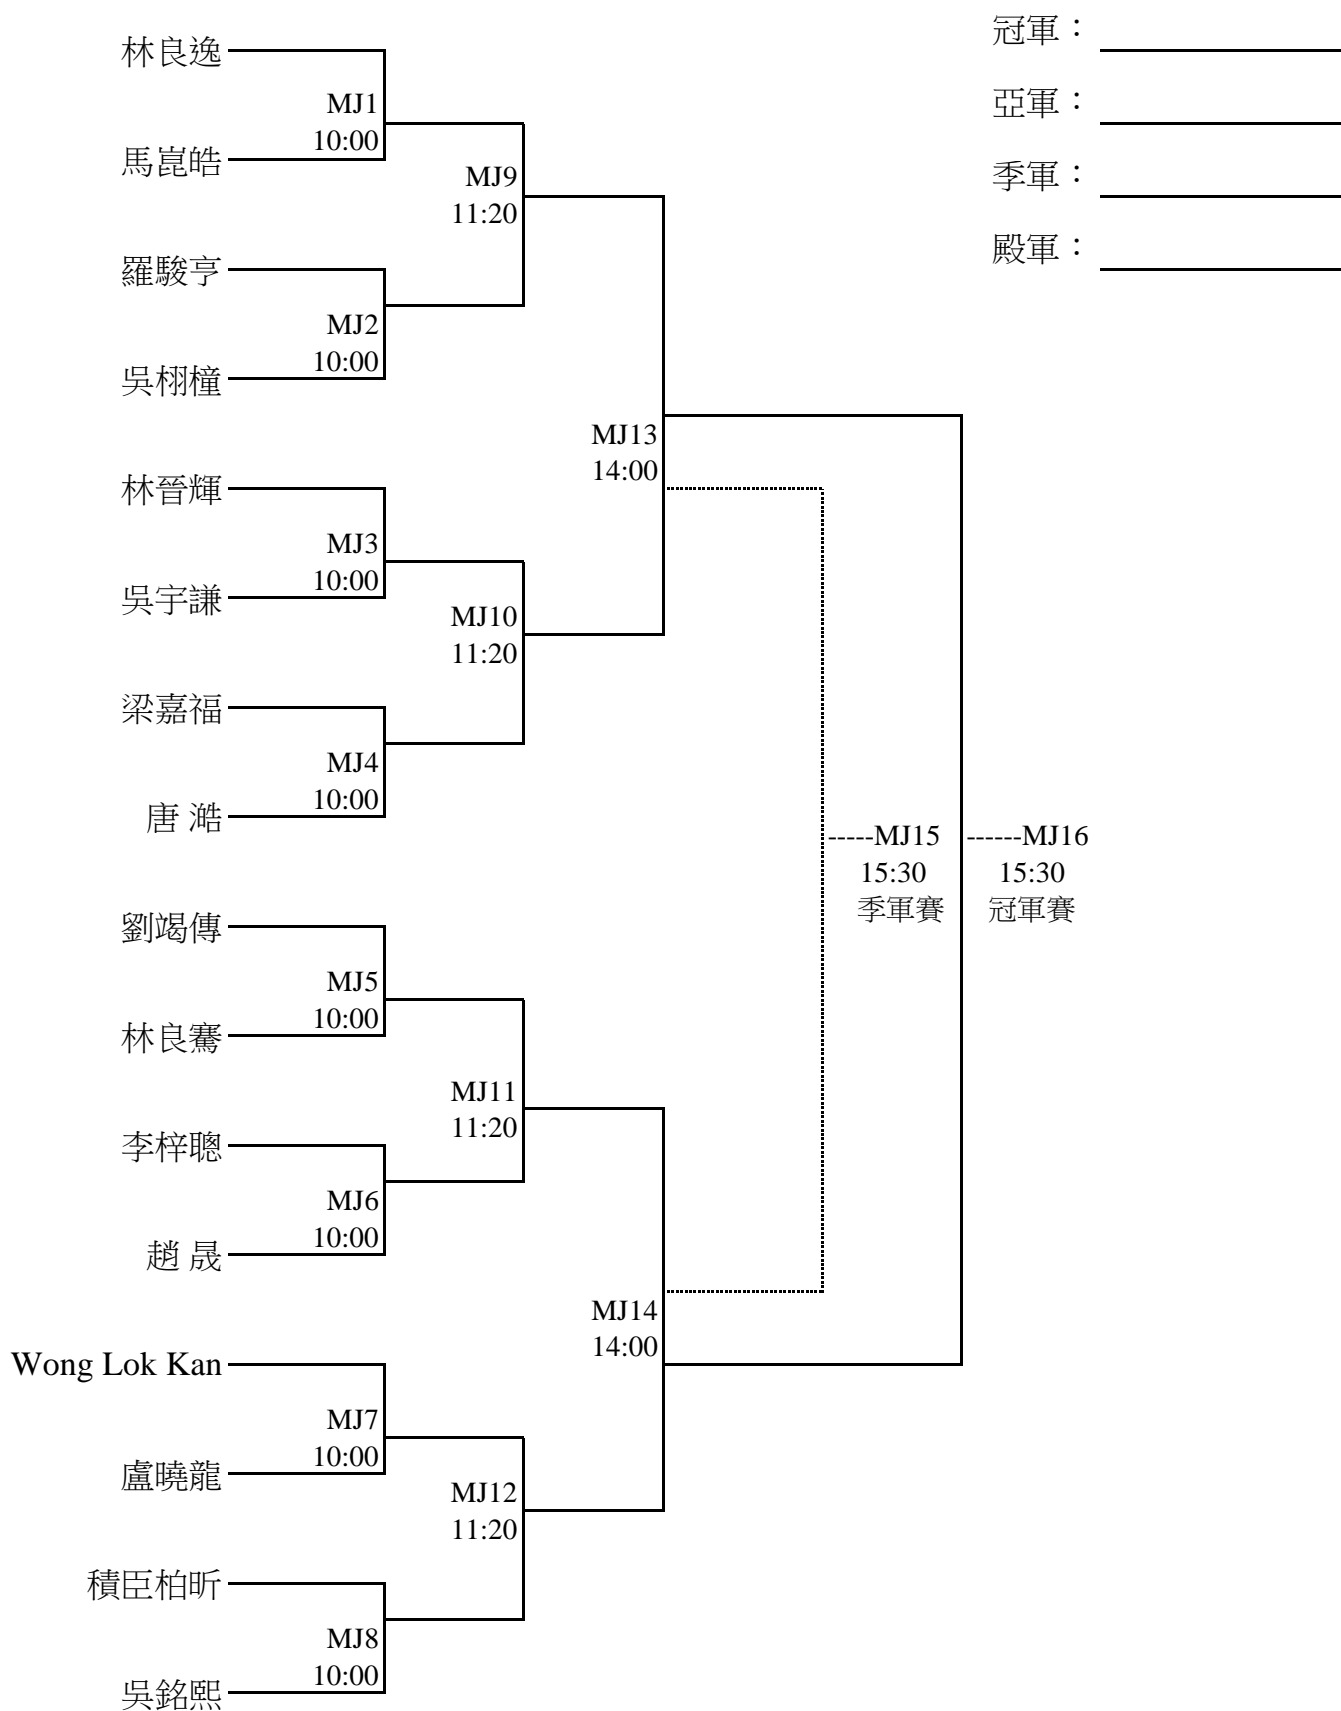 冠軍：
林良逸
MJ1
亞軍：
10:00
馬崑皓
MJ9
季軍：
11:20
殿軍：
羅駿亨
MJ2
10:00
吳栩橦
MJ13
14:00
林晉輝
MJ3
10:00
吳宇謙
MJ10
11:20
梁嘉福
MJ4
10:00
唐 澔
-----MJ15
------MJ16
15:30
15:30
季軍賽
冠軍賽
劉竭傳
MJ5
10:00
林良騫
MJ11
11:20
李梓聰
MJ6
10:00
趙 晟
MJ14
14:00
Wong Lok Kan
MJ7
10:00
盧曉龍
MJ12
11:20
積臣柏昕
MJ8
10:00
吳銘熙